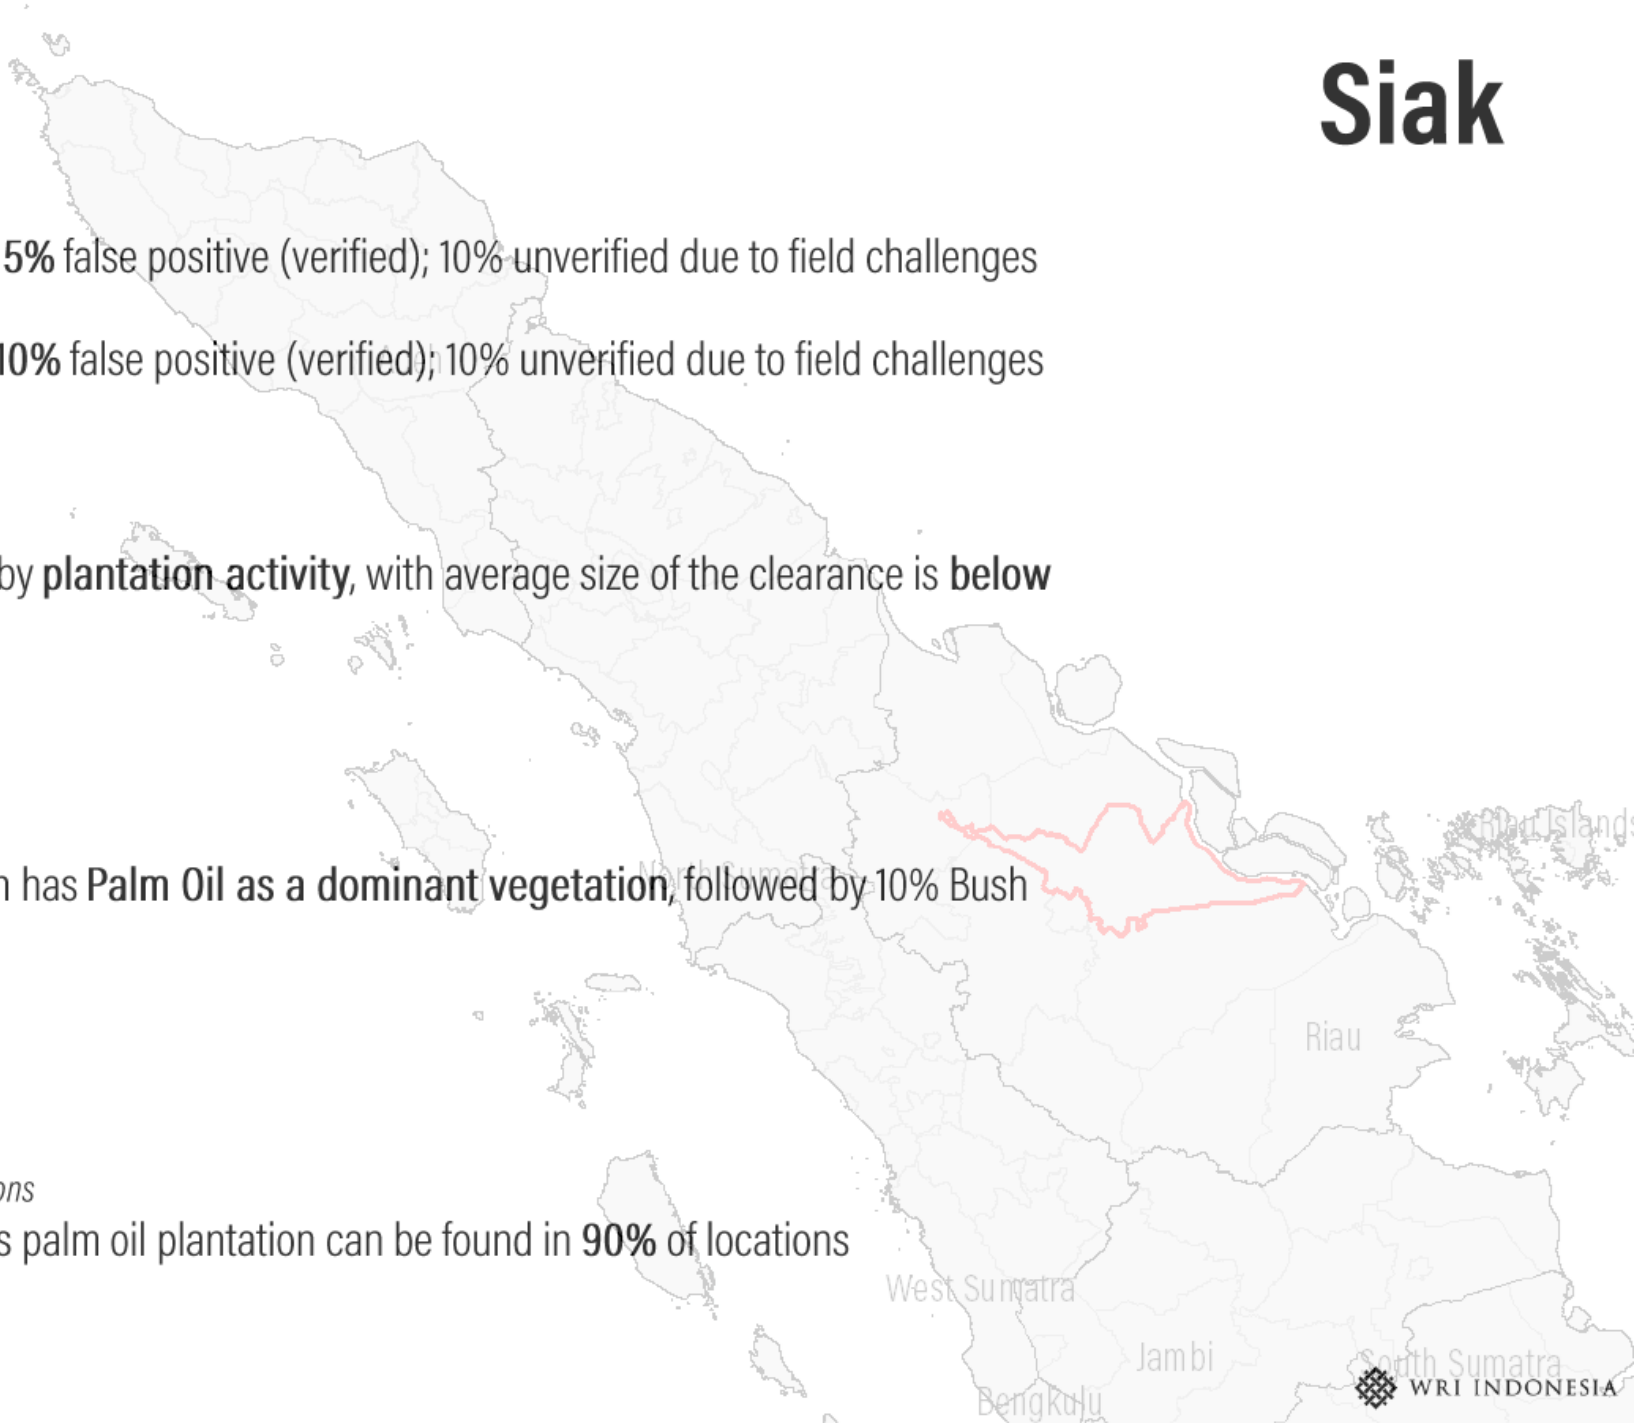 Siak
5% false positive (verified); 10% unverified due to field challenges
10% false positive (verified); 10% unverified due to field challenges
Aceh
by plantation activity, with average size of the clearance is below
Riau Islands
North Sumatra
has Palm Oil as a dominant vegetation, followed by 10% Bush
Riau
palm oil plantation can be found in 90% of locations
West Sumatra
Jambi
South Sumatra
WRI INDONESIA
Bengkulu